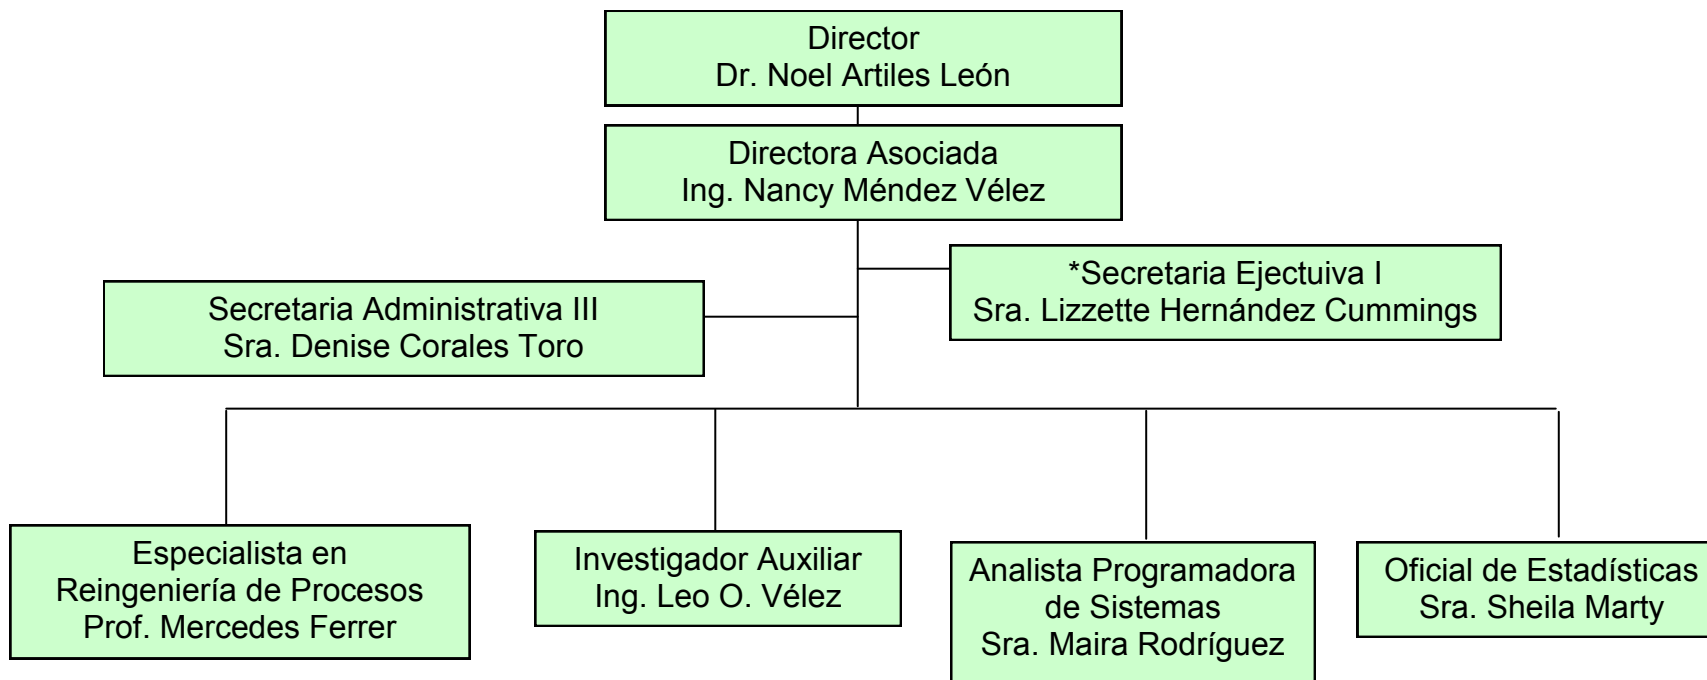 Director
Dr. Noel Artiles León
Directora Asociada
Ing. Nancy Méndez Vélez
*Secretaria Ejectuiva I
Sra. Lizzette Hernández Cummings
Secretaria Administrativa III
Sra. Denise Corales Toro
Especialista en
Reingeniería de Procesos
Prof. Mercedes Ferrer
Investigador Auxiliar
Ing. Leo O. Vélez
Analista Programadora
de Sistemas
Sra. Maira Rodríguez
Oficial de Estadísticas
Sra. Sheila Marty